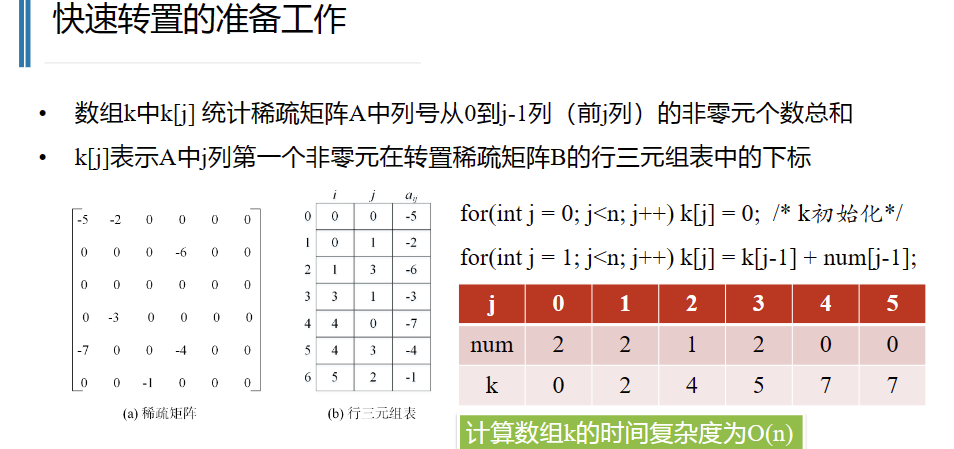 快速转置的准备工作
• 数组k中k[j] 统计稀疏矩阵A中列号从0到j-1列（前j列）的非零元个数总和
• k[j]表示A中j列第一个非零元在转置稀疏矩阵B的行三元组表中的下标
-5 -2 0 0 0 0
0 0 0 -6 0 0
0 0 0 0 0 0
0 -3 0 0 0 0
-7 0 0 -4 0 0
0 0 -1 0 0 0
(a) 稀疏矩阵
i j aij
0 0 0 -5
1 0 1 -2
2 1 3 -6
3 3 1 -3
4 4 0 -7
5 4 3 -4
6 5 2 -1
(b) 行三元组表
for(int j = 0; j<n; j++) k[j] = 0; /* k初始化*/
for(int j = 1; j<n; j++) k[j] = k[j-1] + num[j-1];
j 0 1 2 3 4 5
num 2 2 1 2 0 0
k 0 2 4 5 7 7
计算数组k的时间复杂度为O(n)